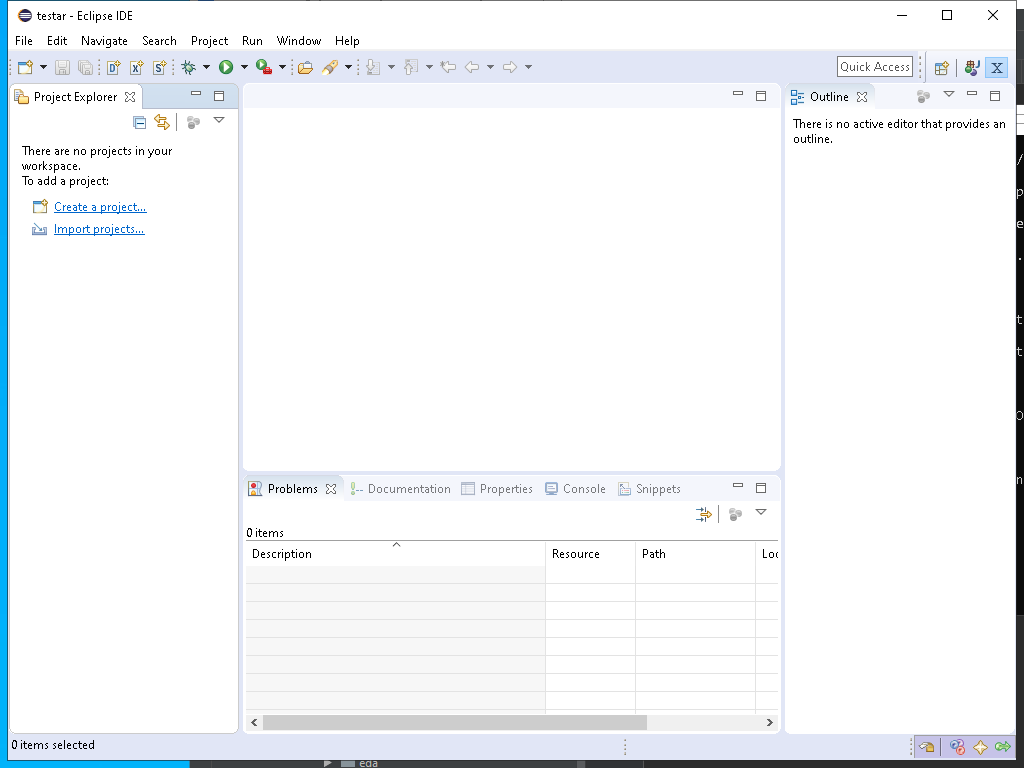 testar - Eclipse IDE
File Edit Navigate Search Project Run Window Help
Quick Access
Project Explorer
Outline
There are no projects in your
workspace.
To add a project:
Create a project...
Import projects...
There is no active editor that provides an
outline.
Problems Documentation Properties Console Snippets
0 items
Description Resource Path Loc
0 items selected
eda